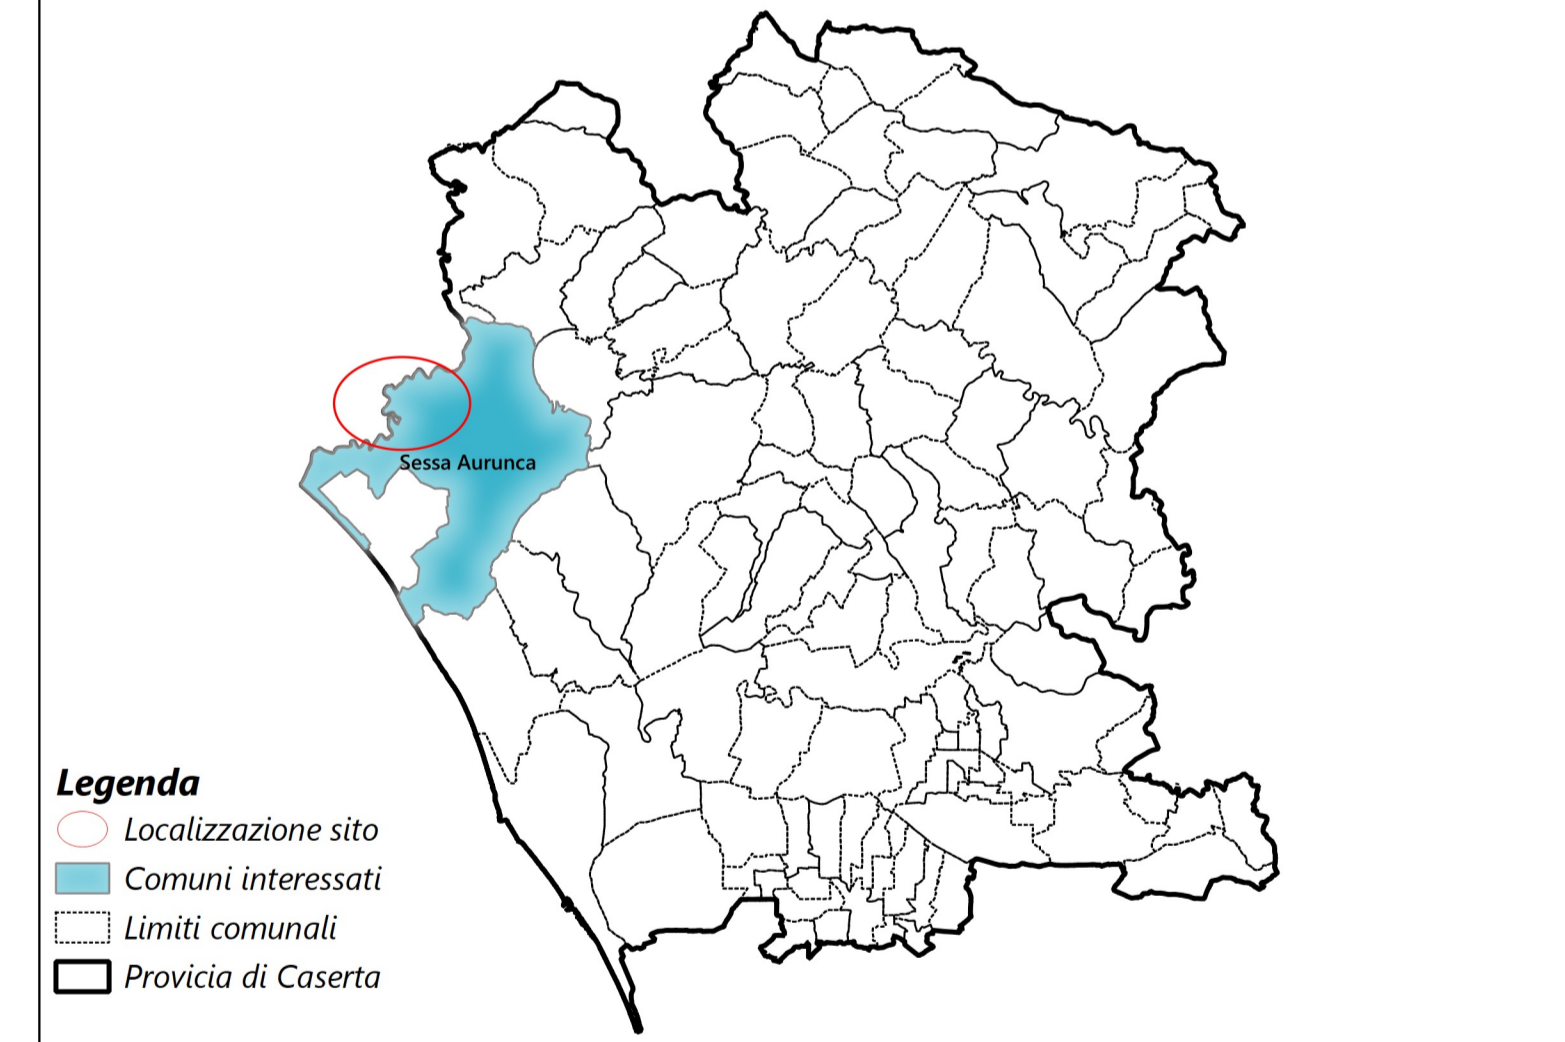 Sessa Aurunca
Legenda
Localizzazione sito
Comuni interessati
Limiti comunali
Provicia di Caserta